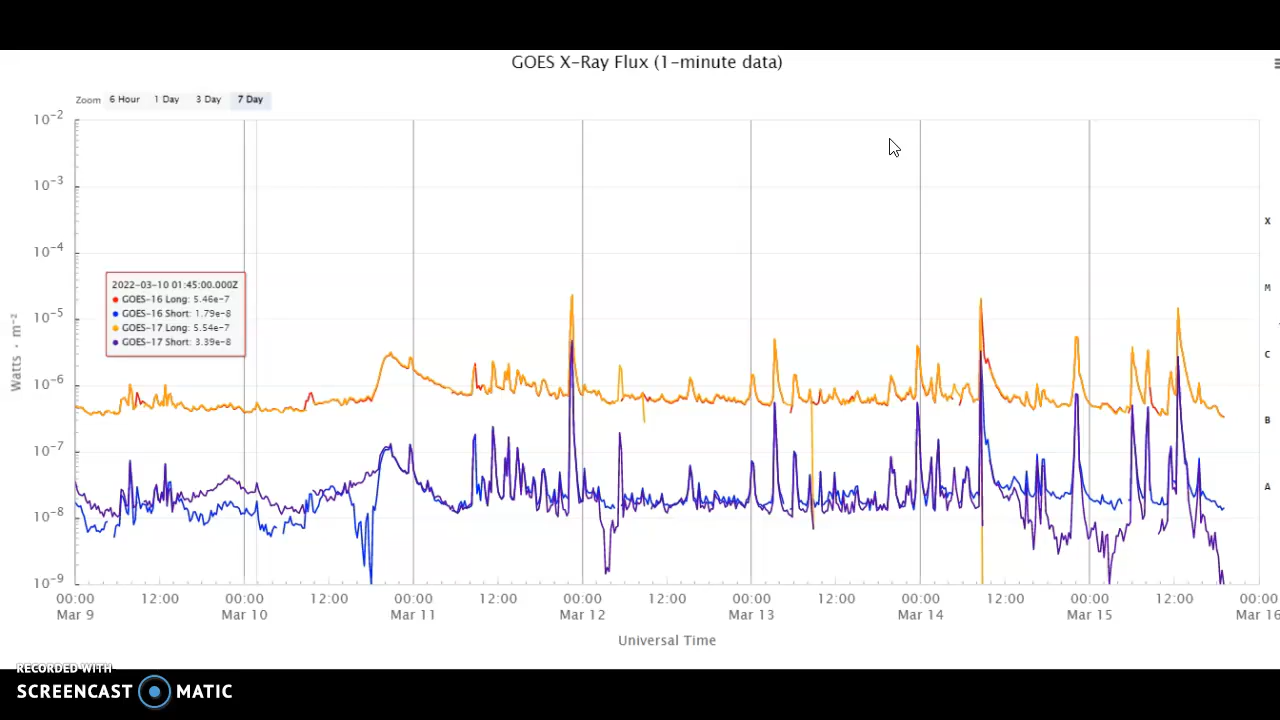 GOES X-Ray Flux (1-minute data)
Zoom 6 Hour 1 Day 3 Day 7 Day
10⁻²
10⁻³
10⁻⁴
10⁻⁵
10⁻⁶
10⁻⁷
10⁻⁸
10⁻⁹
Watts · m⁻²
X
M
C
B
A
2022-03-10 01:45:00.000Z
GOES-16 Long: 5.46e-7
GOES-16 Short: 1.79e-8
GOES-17 Long: 5.54e-7
GOES-17 Short: 3.39e-8
00:00 12:00 00:00 12:00 00:00 12:00 00:00 12:00 00:00 12:00 00:00 12:00 00:00 12:00 00:00
Mar 9 Mar 10 Mar 11 Mar 12 Mar 13 Mar 14 Mar 15 Mar 16
Universal Time
RECORDED WITH
SCREENCAST MATIC